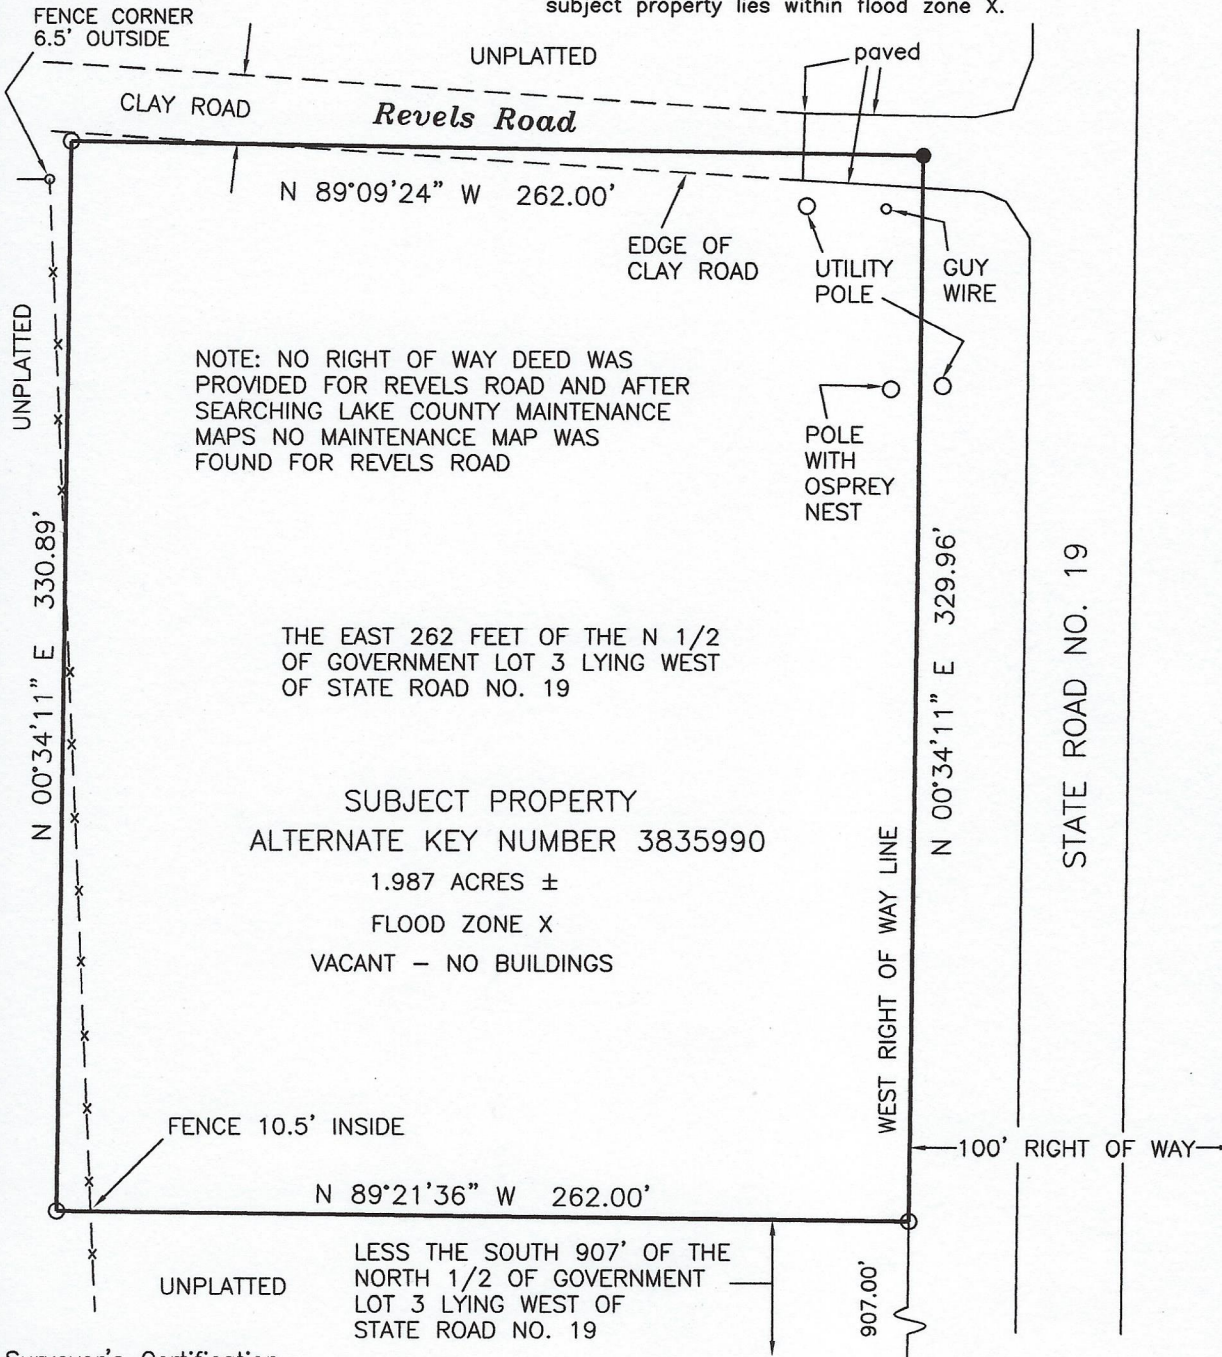 subject property lies within flood zone X.
FENCE CORNER
6.5' OUTSIDE
UNPLATTED
paved
CLAY ROAD
Revels Road
N 89°09'24" W 262.00'
EDGE OF
CLAY ROAD
UTILITY
POLE
GUY
WIRE
UNPLATTED
NOTE: NO RIGHT OF WAY DEED WAS
PROVIDED FOR REVELS ROAD AND AFTER
SEARCHING LAKE COUNTY MAINTENANCE
MAPS NO MAINTENANCE MAP WAS
FOUND FOR REVELS ROAD
POLE
WITH
OSPREY
NEST
N 00°34'11" E 330.89'
N 00°34'11" E 329.96'
STATE ROAD NO. 19
THE EAST 262 FEET OF THE N 1/2
OF GOVERNMENT LOT 3 LYING WEST
OF STATE ROAD NO. 19
SUBJECT PROPERTY
ALTERNATE KEY NUMBER 3835990
1.987 ACRES ±
FLOOD ZONE X
VACANT – NO BUILDINGS
WEST RIGHT OF WAY LINE
FENCE 10.5' INSIDE
100' RIGHT OF WAY
N 89°21'36" W 262.00'
LESS THE SOUTH 907' OF THE
NORTH 1/2 OF GOVERNMENT
LOT 3 LYING WEST OF
STATE ROAD NO. 19
UNPLATTED
907.00'
Surveyor's Certification